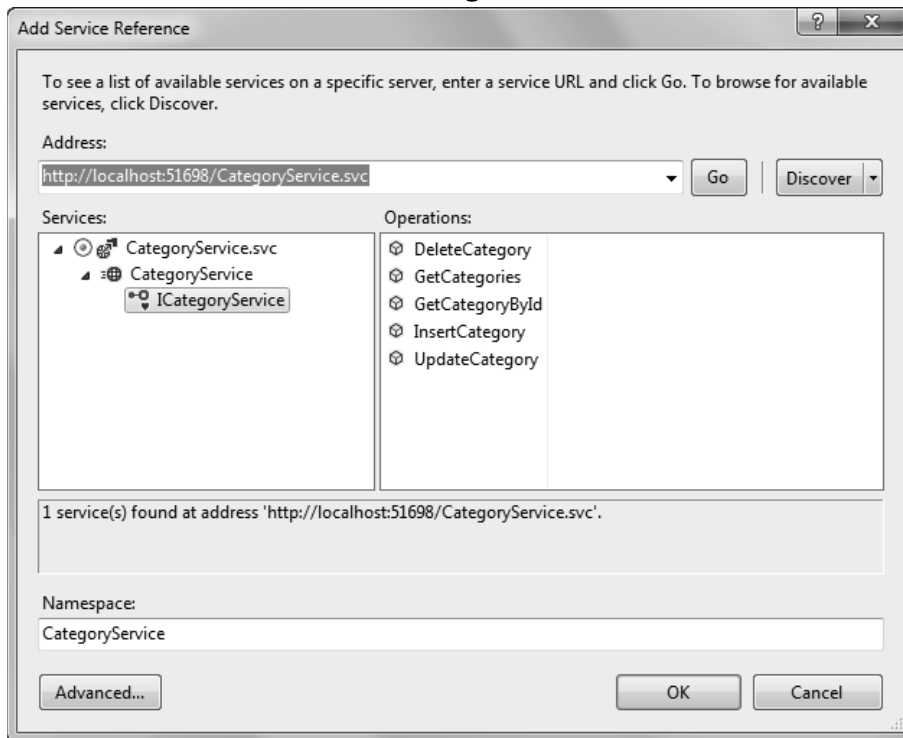 Add Service Reference
To see a list of available services on a specific server, enter a service URL and click Go. To browse for available
services, click Discover.
Address:
http://localhost:51698/CategoryService.svc
Go
Discover
Services:
Operations:
CategoryService.svc
CategoryService
ICategoryService
DeleteCategory
GetCategories
GetCategoryById
InsertCategory
UpdateCategory
1 service(s) found at address 'http://localhost:51698/CategoryService.svc'.
Namespace:
CategoryService
Advanced...
OK
Cancel